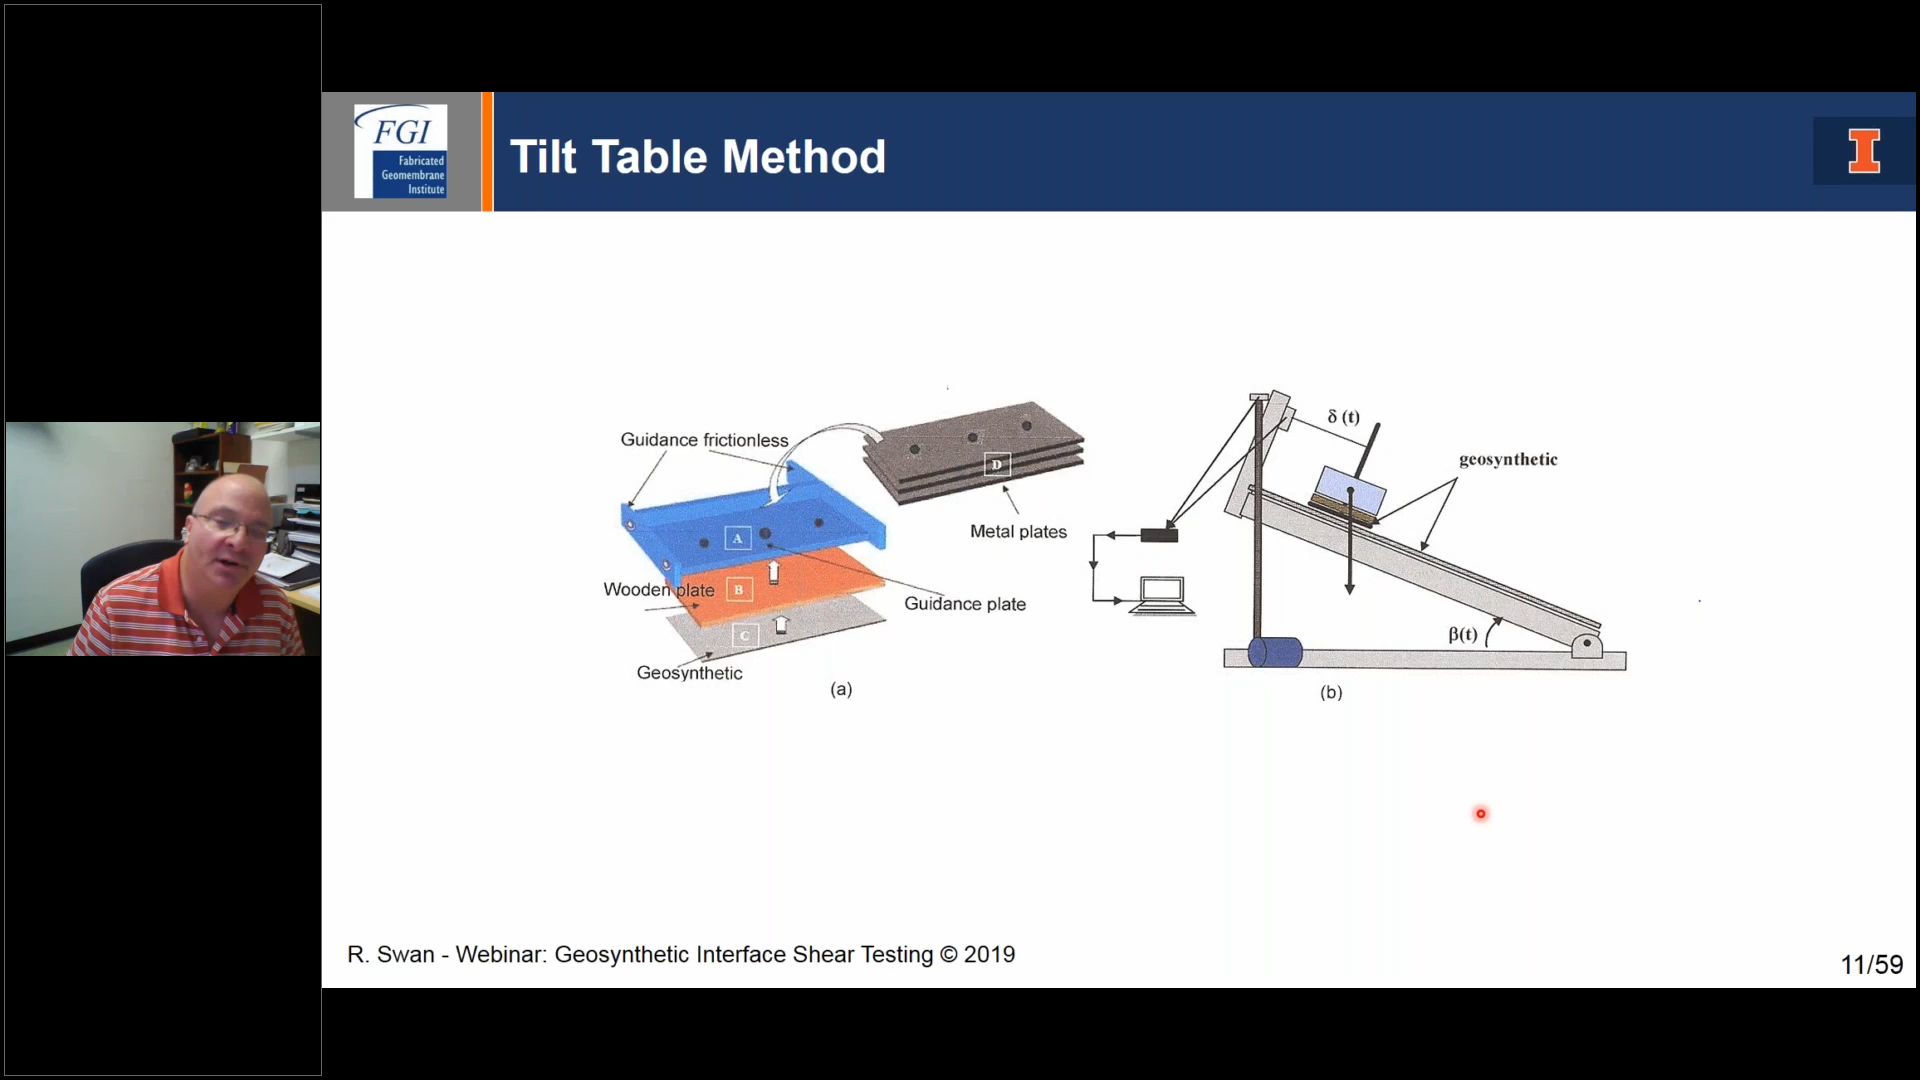 FGI
Fabricated
Geomembrane
Institute
Tilt Table Method
I
Guidance frictionless
D
Metal plates
A
Wooden plate
B
Guidance plate
C
Geosynthetic
(a)
δ (t)
geosynthetic
β(t)
(b)
R. Swan - Webinar: Geosynthetic Interface Shear Testing © 2019
11/59